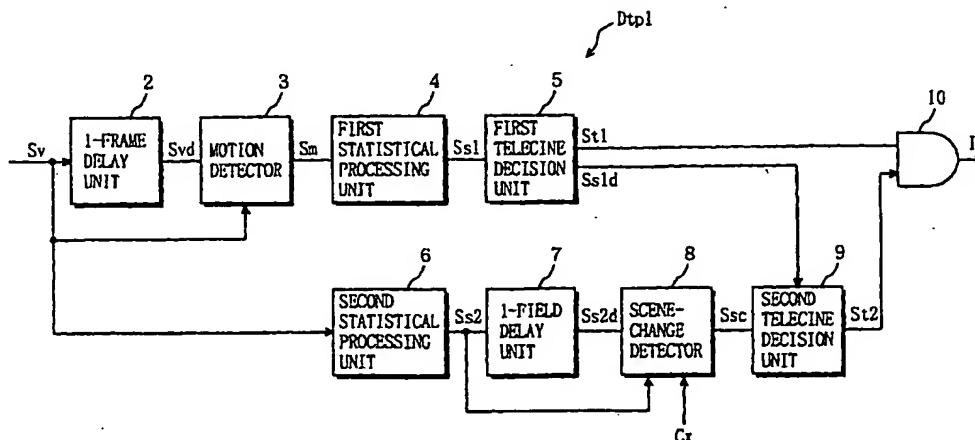 Dtp1
2
3
4
5
10
Sv
1-FRAME
DELAY
UNIT
Svd
MOTION
DETECTOR
Sm
FIRST
STATISTICAL
PROCESSING
UNIT
Ss1
FIRST
TELECINE
DECISION
UNIT
St1
Ss1d
I
6
7
8
9
SECOND
STATISTICAL
PROCESSING
UNIT
Ss2
1-FIELD
DELAY
UNIT
Ss2d
SCENE-
CHANGE
DETECTOR
Ssc
SECOND
TELECINE
DECISION
UNIT
St2